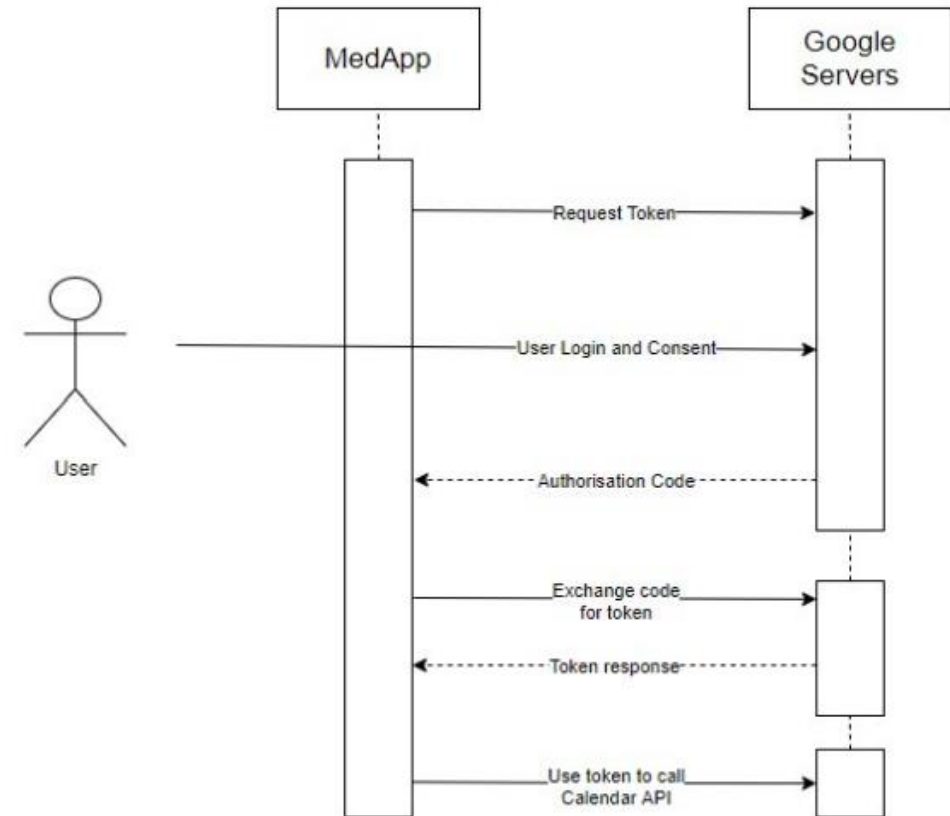 MedApp
Google
Servers
Request Token
User Login and Consent
User
Authorisation Code
Exchange code
for token
Token response
Use token to call
Calendar API